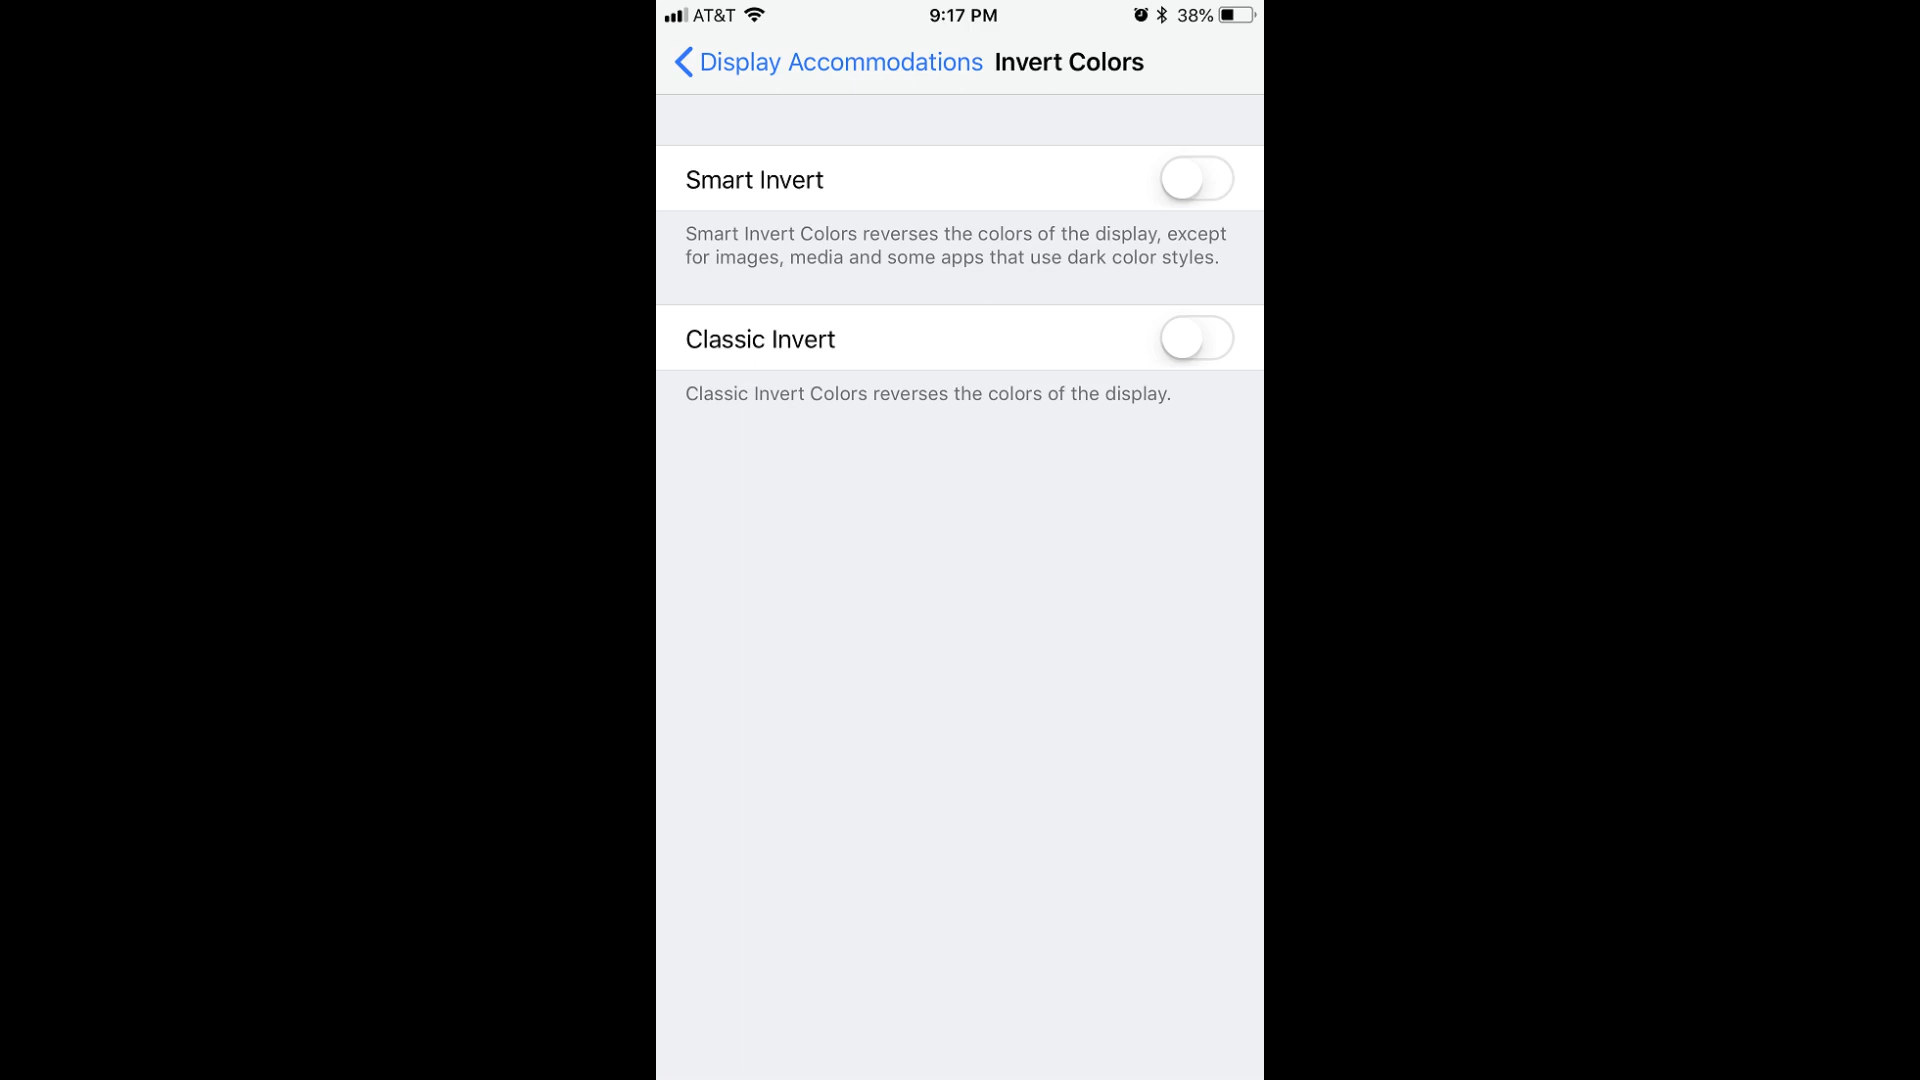 AT&T 9:17 PM 38%
Display Accommodations Invert Colors
Smart Invert
Smart Invert Colors reverses the colors of the display, except
for images, media and some apps that use dark color styles.
Classic Invert
Classic Invert Colors reverses the colors of the display.